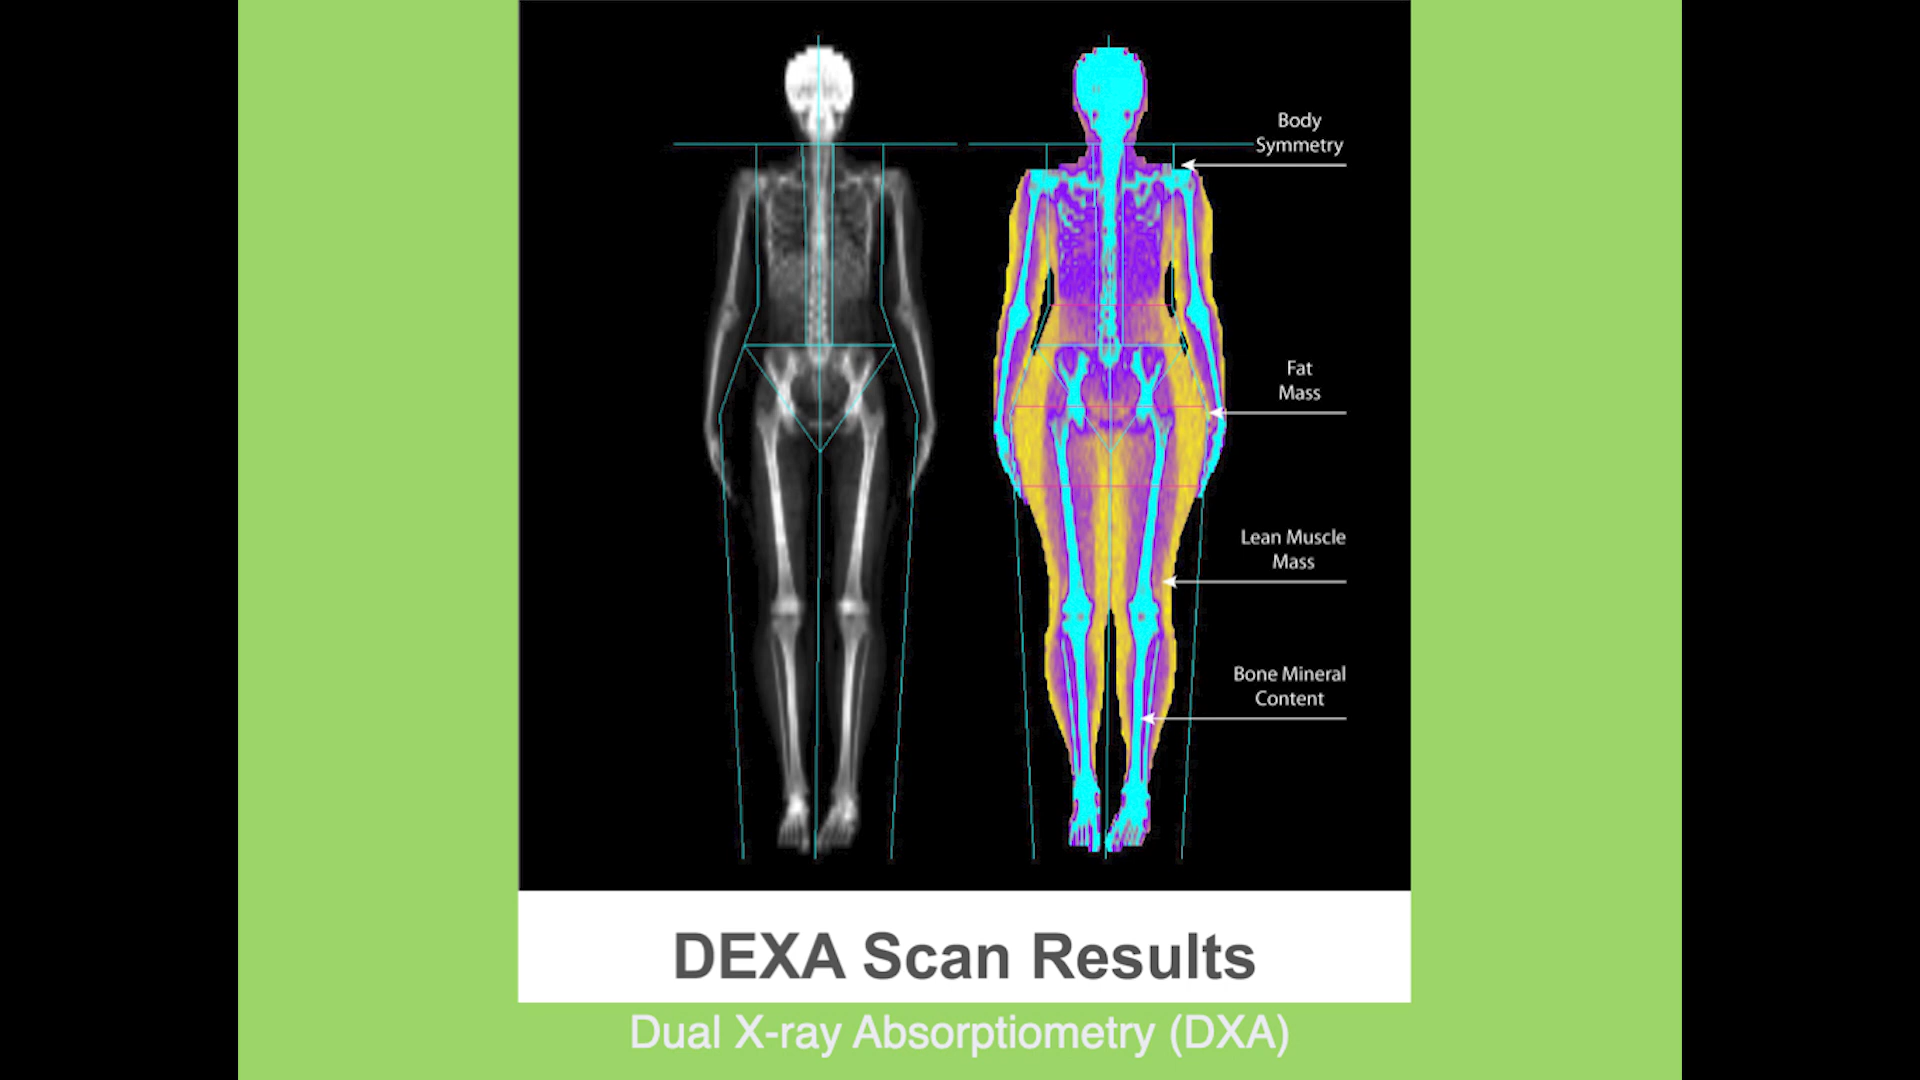 Body
Symmetry
Fat
Mass
Lean Muscle
Mass
Bone Mineral
Content
DEXA Scan Results
Dual X-ray Absorptiometry (DXA)